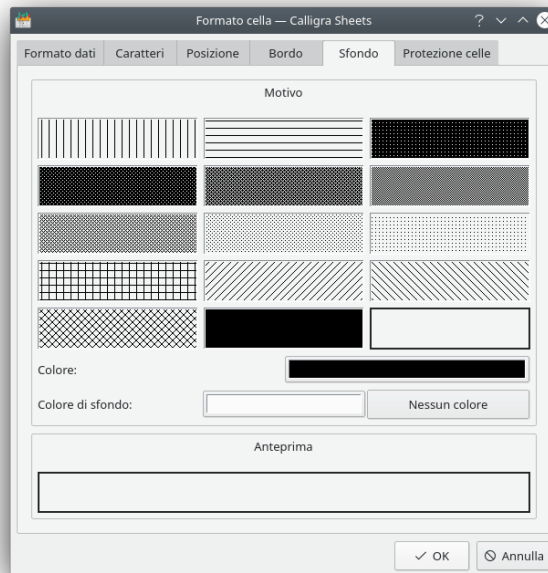 Formato cella — Calligra Sheets
Formato dati Caratteri Posizione Bordo Sfondo Protezione celle
Motivo
Colore:
Colore di sfondo: Nessun colore
Anteprima
OK Annulla